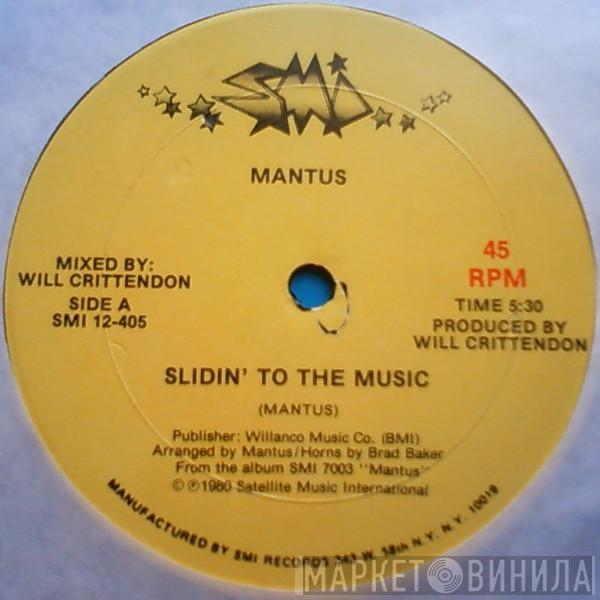 SMI
MANTUS
MIXED BY:
WILL CRITTENDON
SIDE A
SMI 12-405
45
RPM
TIME 5:30
PRODUCED BY
WILL CRITTENDON
SLIDIN' TO THE MUSIC
(MANTUS)
Publisher: Willanco Music Co. (BMI)
Arranged by Mantus/Horns by Brad Baker
From the album SMI 7003 "Mantus"
©℗1980 Satellite Music International
MANUFACTURED BY SMI RECORDS 343 W. 58th N.Y. N.Y. 10019
МАРКЕТ ВИНИЛА